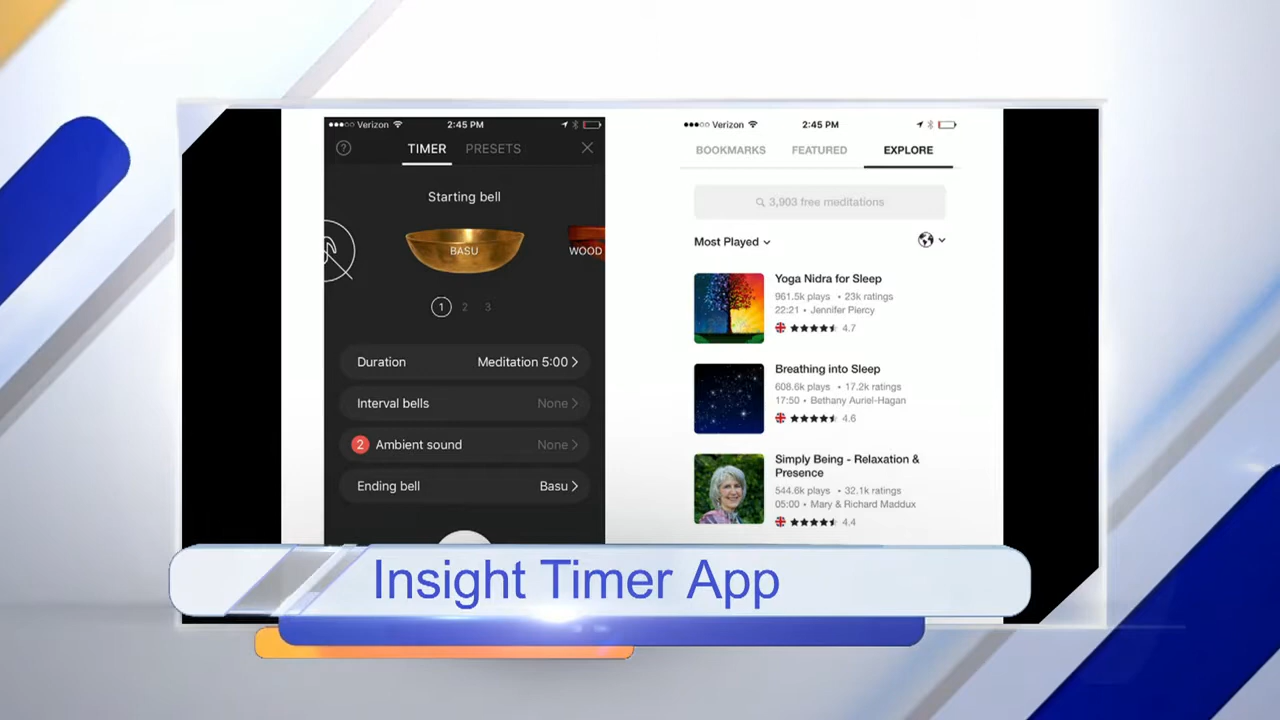 Verizon 2:45 PM
? TIMER PRESETS
Starting bell
BASU
WOOD
1 2 3
Duration Meditation 5:00
Interval bells None
2 Ambient sound None
Ending bell Basu
Verizon 2:45 PM
BOOKMARKS FEATURED EXPLORE
3,903 free meditations
Most Played
Yoga Nidra for Sleep
961.5k plays • 23k ratings
22:21 • Jennifer Piercy
4.7
Breathing into Sleep
608.6k plays • 17.2k ratings
17:50 • Bethany Auriel-Hagan
4.6
Simply Being - Relaxation &
Presence
544.6k plays • 32.1k ratings
05:00 • Mary & Richard Maddux
4.4
Insight Timer App